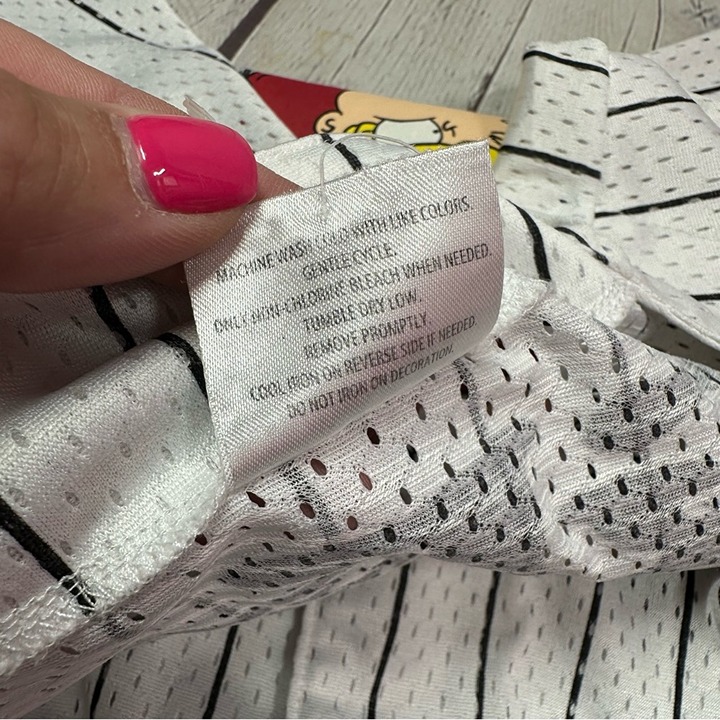 MACHINE WASH COLD WITH LIKE COLORS.
GENTLE CYCLE.
ONLY NON-CHLORINE BLEACH WHEN NEEDED.
TUMBLE DRY LOW.
REMOVE PROMPTLY.
COOL IRON ON REVERSE SIDE IF NEEDED.
DO NOT IRON ON DECORATION.